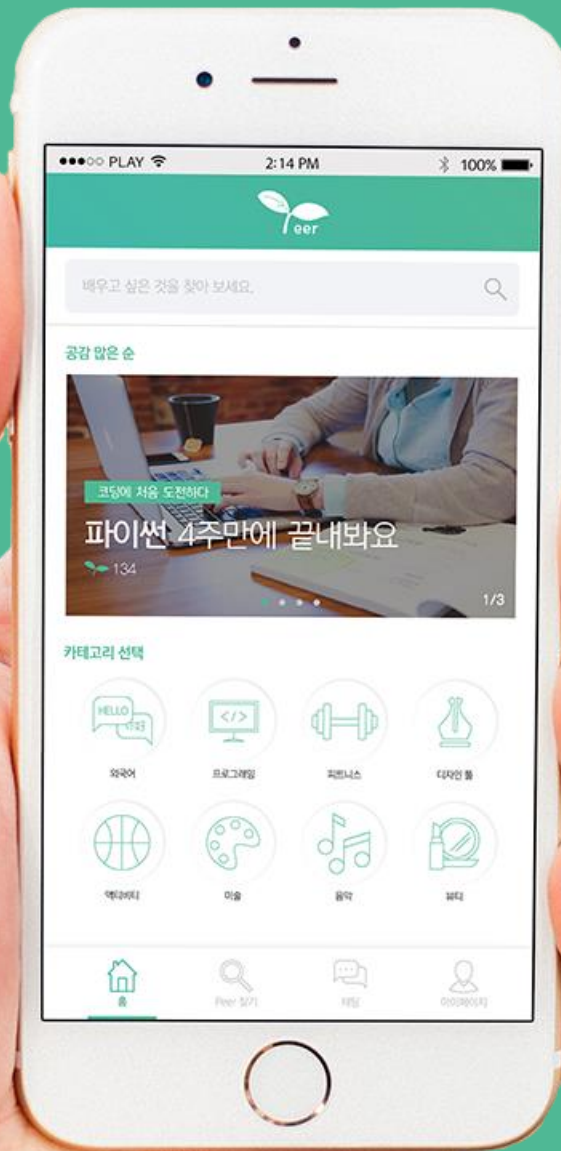 PLAY 2:14 PM 100%
Peer
배우고 싶은 것을 찾아 보세요.
공감 많은 순
코딩에 처음 도전하다
파이썬 4주만에 끝내봐요
134
1/3
카테고리 선택
HELLO </>
외국어 프로그래밍 피트니스 디자인 툴
액티비티 미술 음악 뷰티
홈 Peer 찾기 채팅 마이페이지